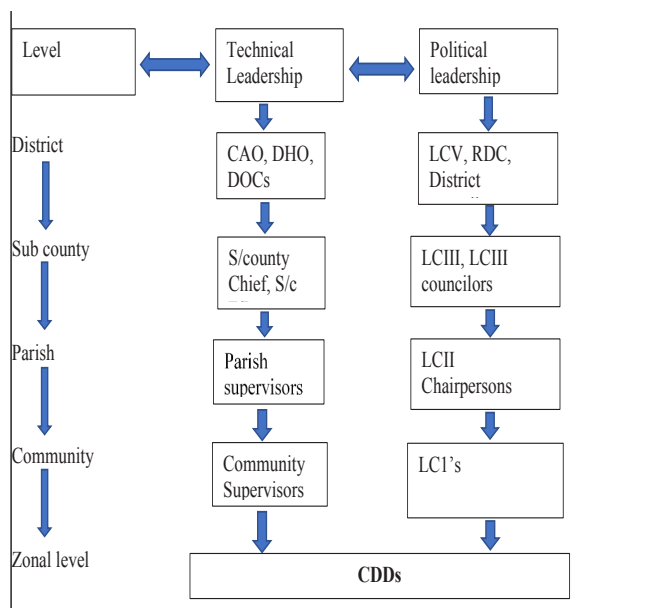 Level
Technical
Leadership
Political
leadership
District
CAO, DHO,
DOCs
LCV, RDC,
District
Sub county
S/county
Chief, S/c
LCIII, LCIII
councilors
Parish
Parish
supervisors
LCII
Chairpersons
Community
Community
Supervisors
LC1’s
Zonal level
CDDs